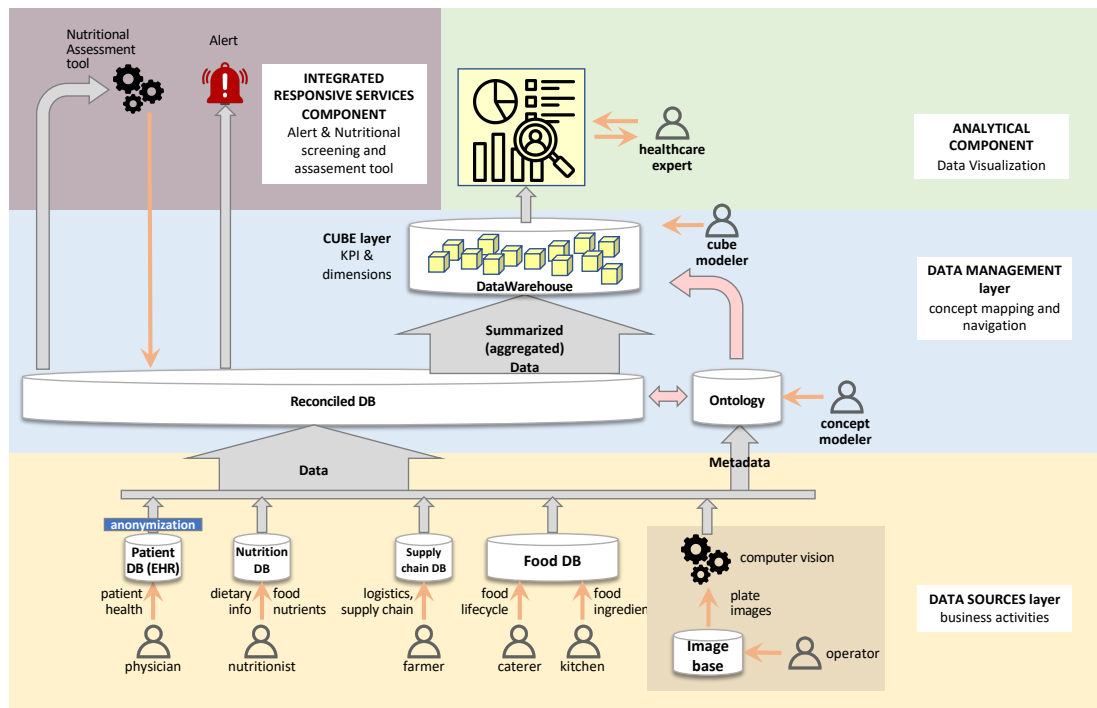 Nutritional
Assessment
tool
Alert
INTEGRATED
RESPONSIVE SERVICES
COMPONENT
Alert & Nutritional
screening and
assasement tool
healthcare
expert
ANALYTICAL
COMPONENT
Data Visualization
CUBE layer
KPI &
dimensions
DataWarehouse
cube
modeler
DATA MANAGEMENT
layer
concept mapping and
navigation
Summarized
(aggregated)
Data
Reconciled DB
Ontology
concept
modeler
Data
Metadata
anonymization
Patient
DB (EHR)
Nutrition
DB
Supply
chain DB
Food DB
computer vision
patient
health
dietary
info
food
nutrients
logistics,
supply chain
food
lifecycle
food
ingredien
plate
images
DATA SOURCES layer
business activities
physician
nutritionist
farmer
caterer
kitchen
Image
base
operator